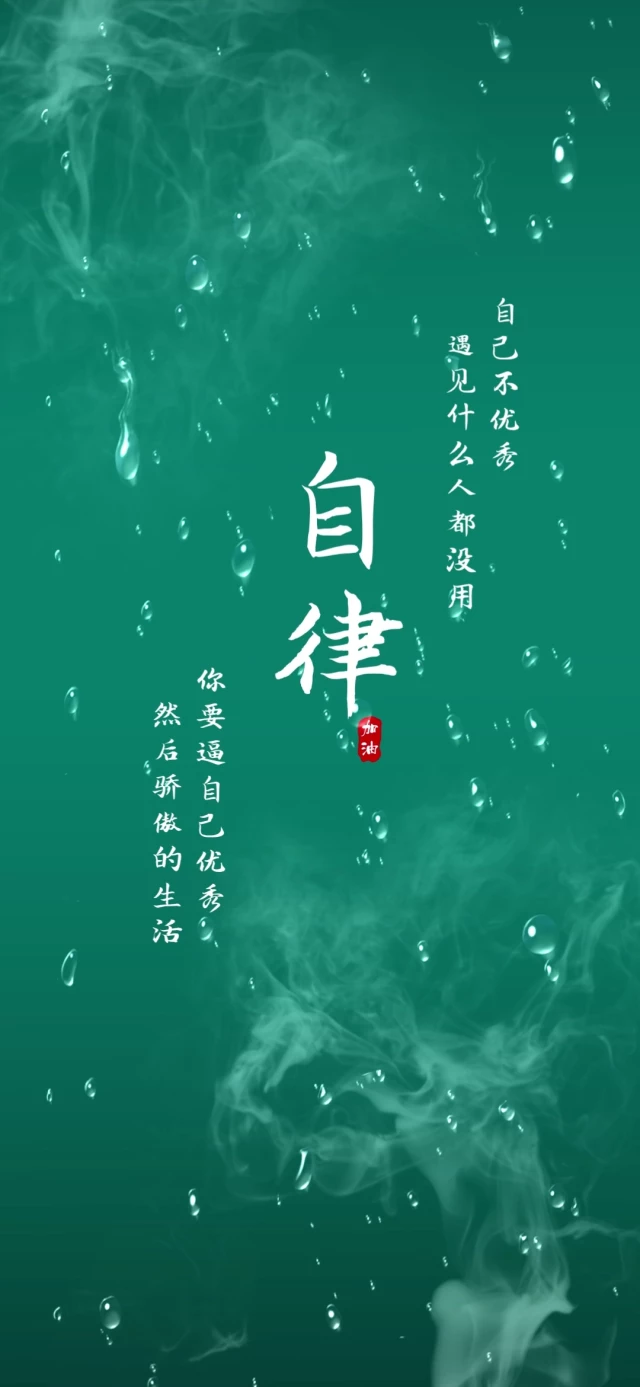 自己不优秀
遇见什么人都没用
自律
加油
你要逼自己优秀
然后骄傲的生活